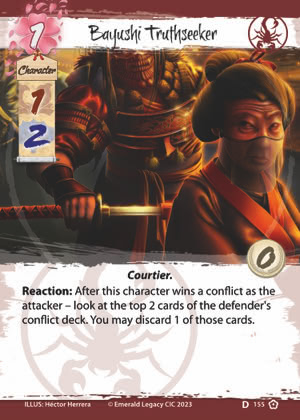 1
Bayushi Truthseeker
Character
1
2
0
Courtier.
Reaction: After this character wins a conflict as the
attacker – look at the top 2 cards of the defender's
conflict deck. You may discard 1 of those cards.
ILLUS: Héctor Herrera © Emerald Legacy CIC 2023 D 155